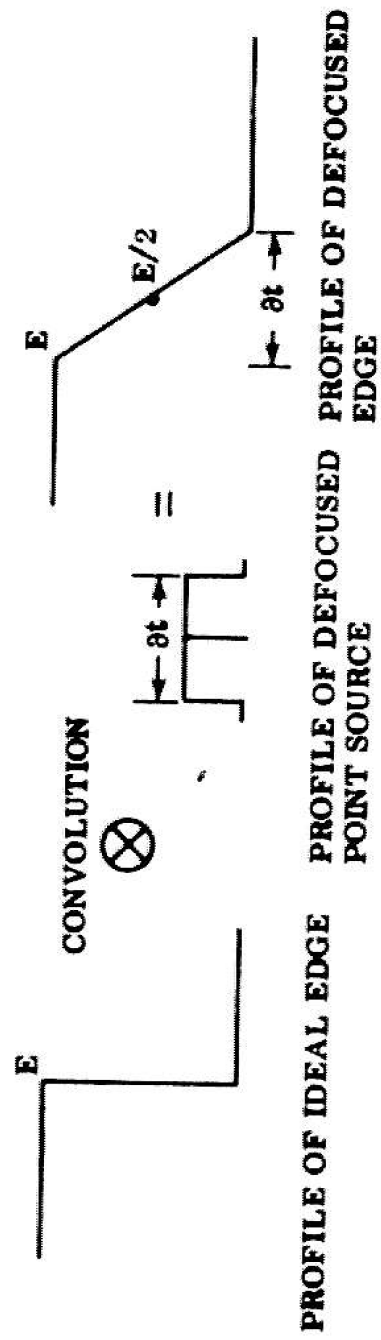 E
CONVOLUTION
⊗
∂t
=
E
E/2
∂t
PROFILE OF IDEAL EDGE
PROFILE OF DEFOCUSED
POINT SOURCE
PROFILE OF DEFOCUSED
EDGE